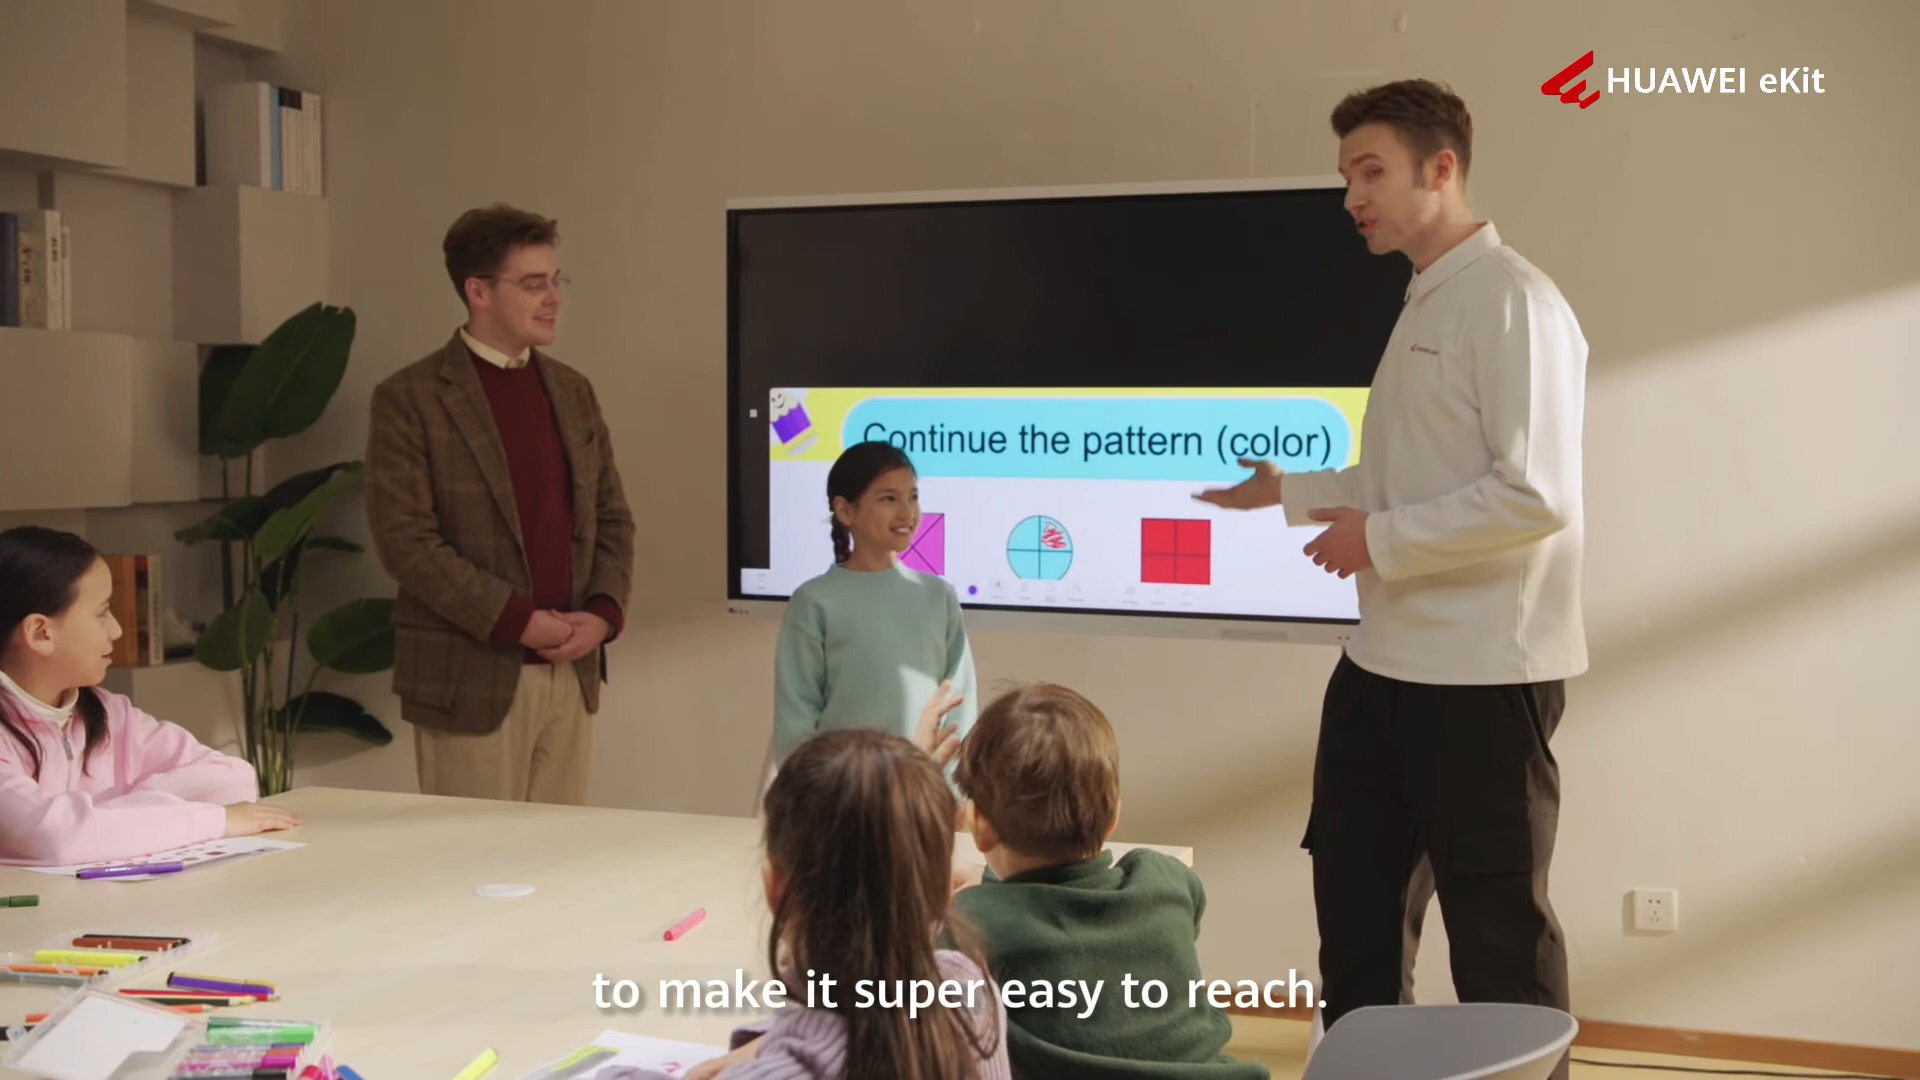 HUAWEI eKit
Continue the pattern (color)
to make it super easy to reach.